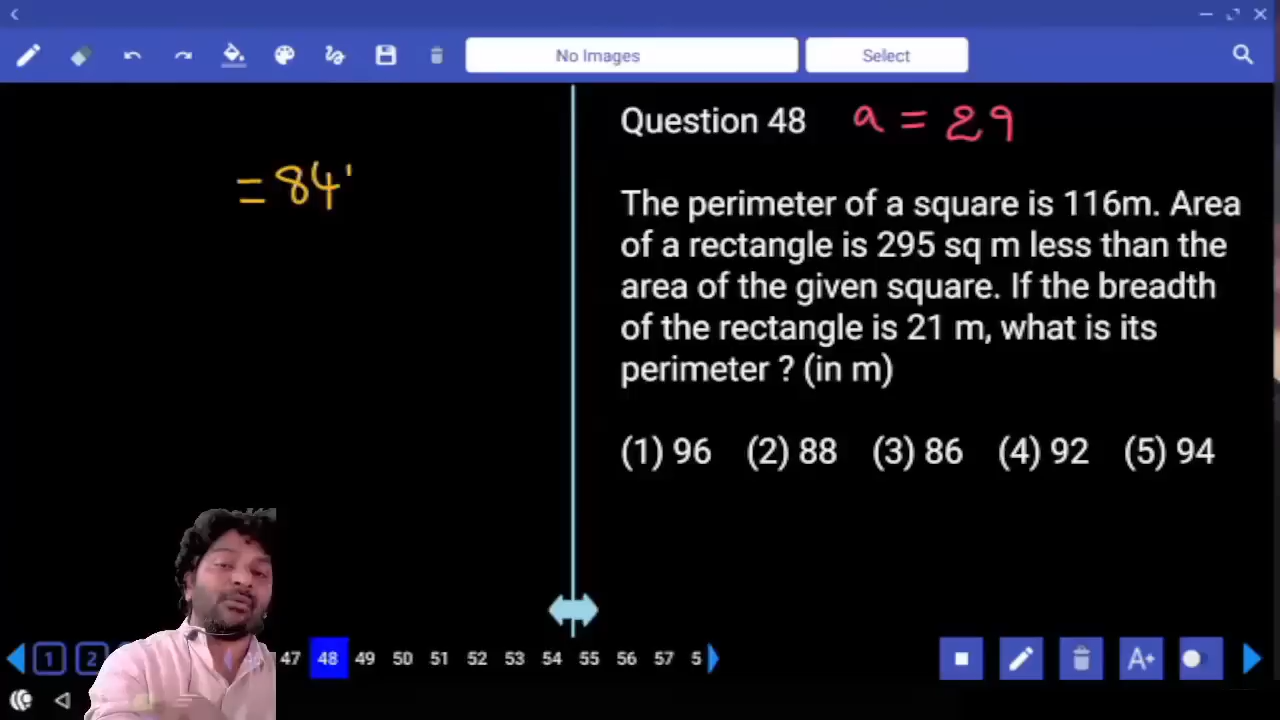 No Images
Select
Question 48 a = 29
= 841
The perimeter of a square is 116m. Area
of a rectangle is 295 sq m less than the
area of the given square. If the breadth
of the rectangle is 21 m, what is its
perimeter ? (in m)
(1) 96 (2) 88 (3) 86 (4) 92 (5) 94
1 2 47 48 49 50 51 52 53 54 55 56 57 5
A+